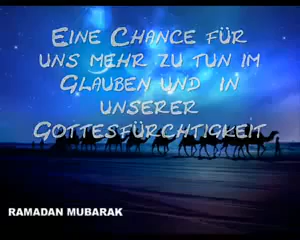 Eine Chance für
uns mehr zu tun im
Glauben und in
unserer
Gottesfürchtigkeit
RAMADAN MUBARAK